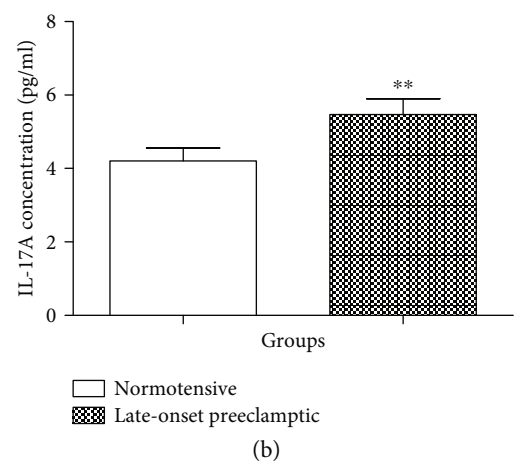 IL-17A concentration (pg/ml)
8
6
4
2
0
**
Groups
Normotensive
Late-onset preeclamptic
(b)